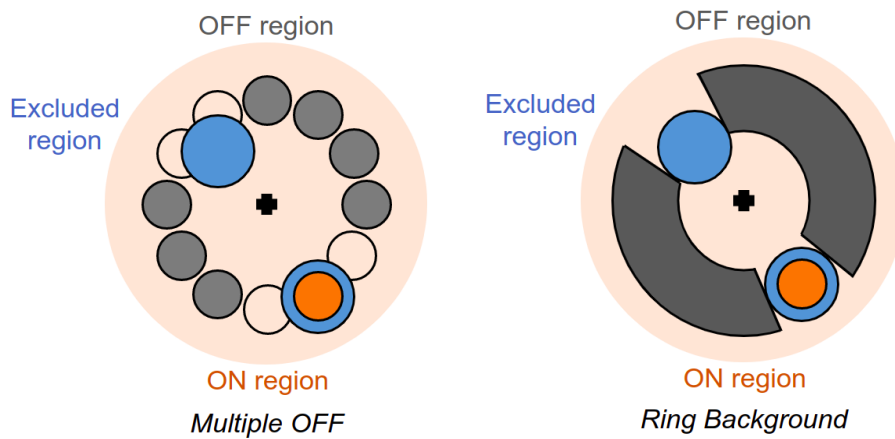 OFF region
Excluded
region
ON region
Multiple OFF
OFF region
Excluded
region
ON region
Ring Background